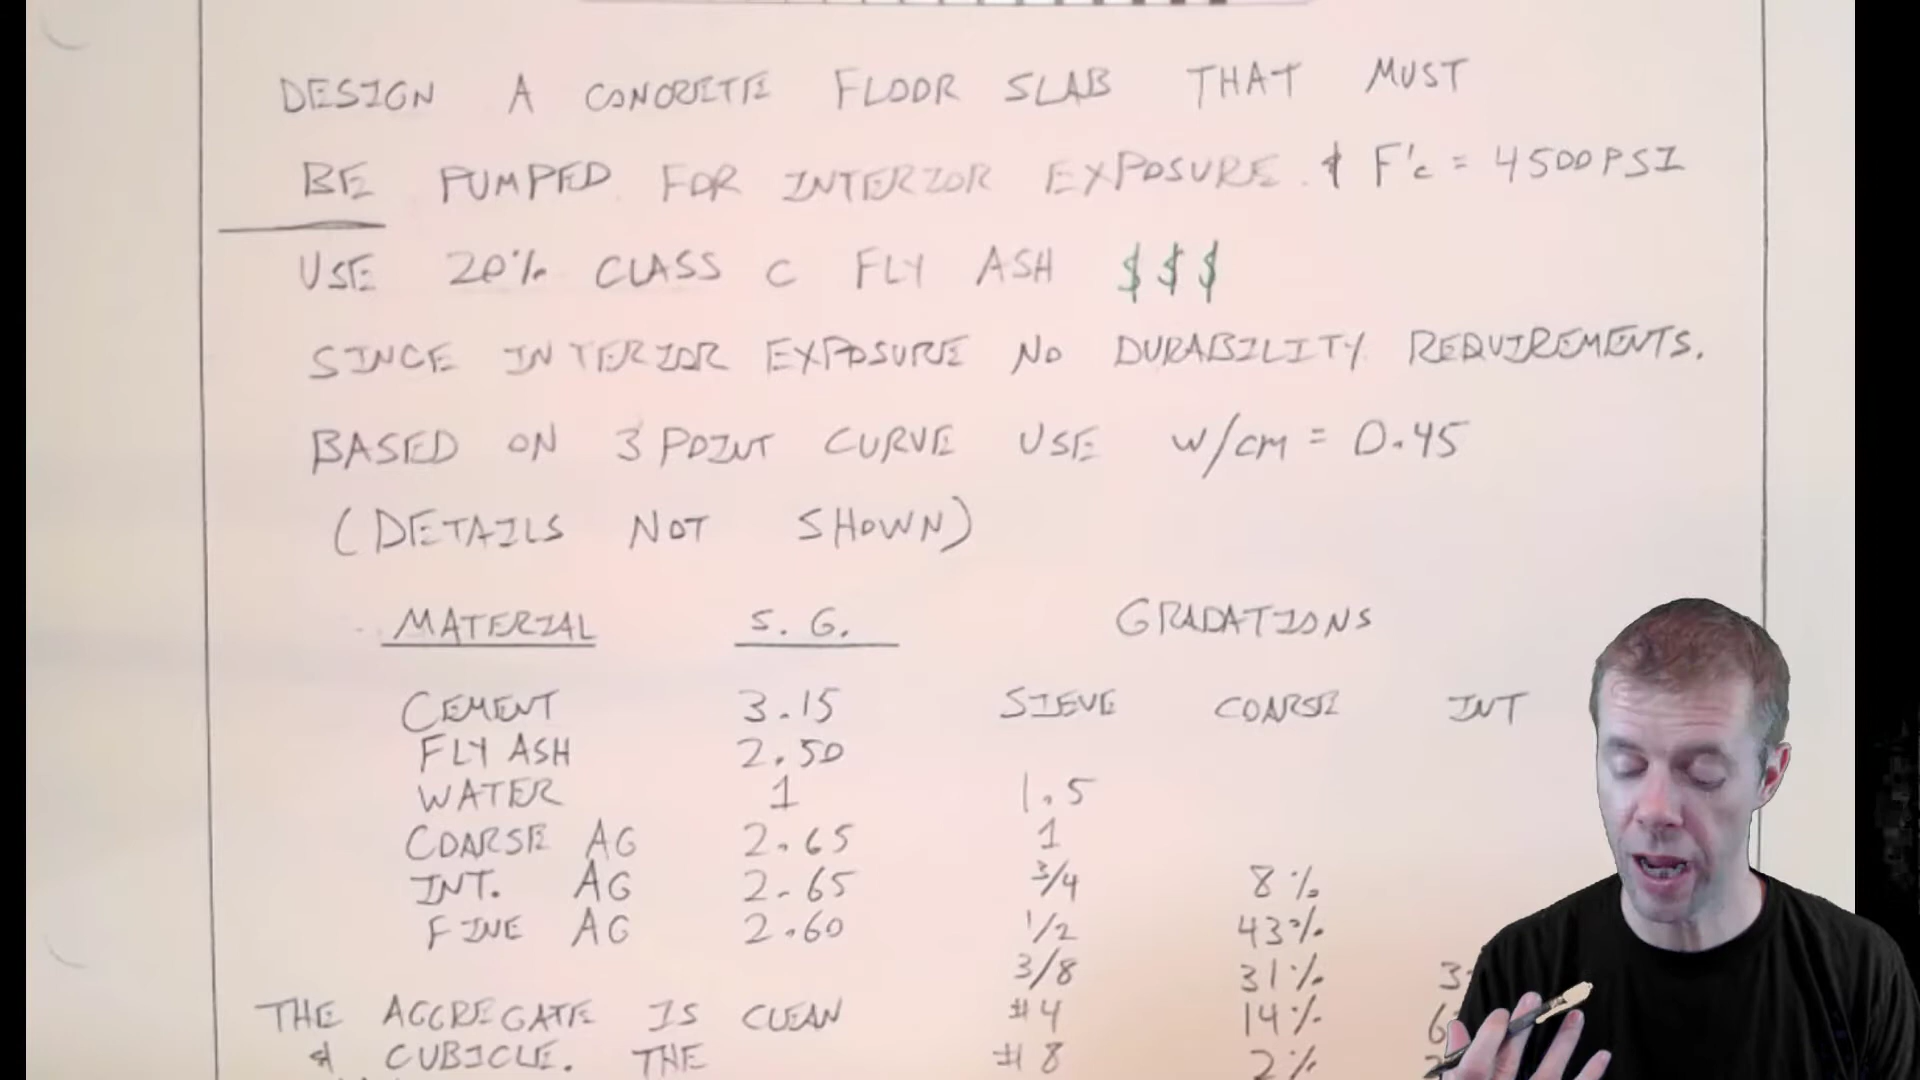 DESIGN A CONCRETE FLOOR SLAB THAT MUST
BE PUMPED FOR INTERIOR EXPOSURE. & F'c = 4500 PSI
USE 20% CLASS C FLY ASH $$$
SINCE INTERIOR EXPOSURE NO DURABILITY REQUIREMENTS.
BASED ON 3 POINT CURVE USE W/CM = 0.45
(DETAILS NOT SHOWN)
MATERIAL S.G.
CEMENT 3.15
FLY ASH 2.50
WATER 1
COARSE AG 2.65
INT. AG 2.65
FINE AG 2.60
THE AGGREGATE IS CLEAN
& CUBICLE. THE
GRADATIONS
SIEVE COARSE INT
1.5
1
3/4 8%
1/2 43%
3/8 31%
#4 14%
#8 2%